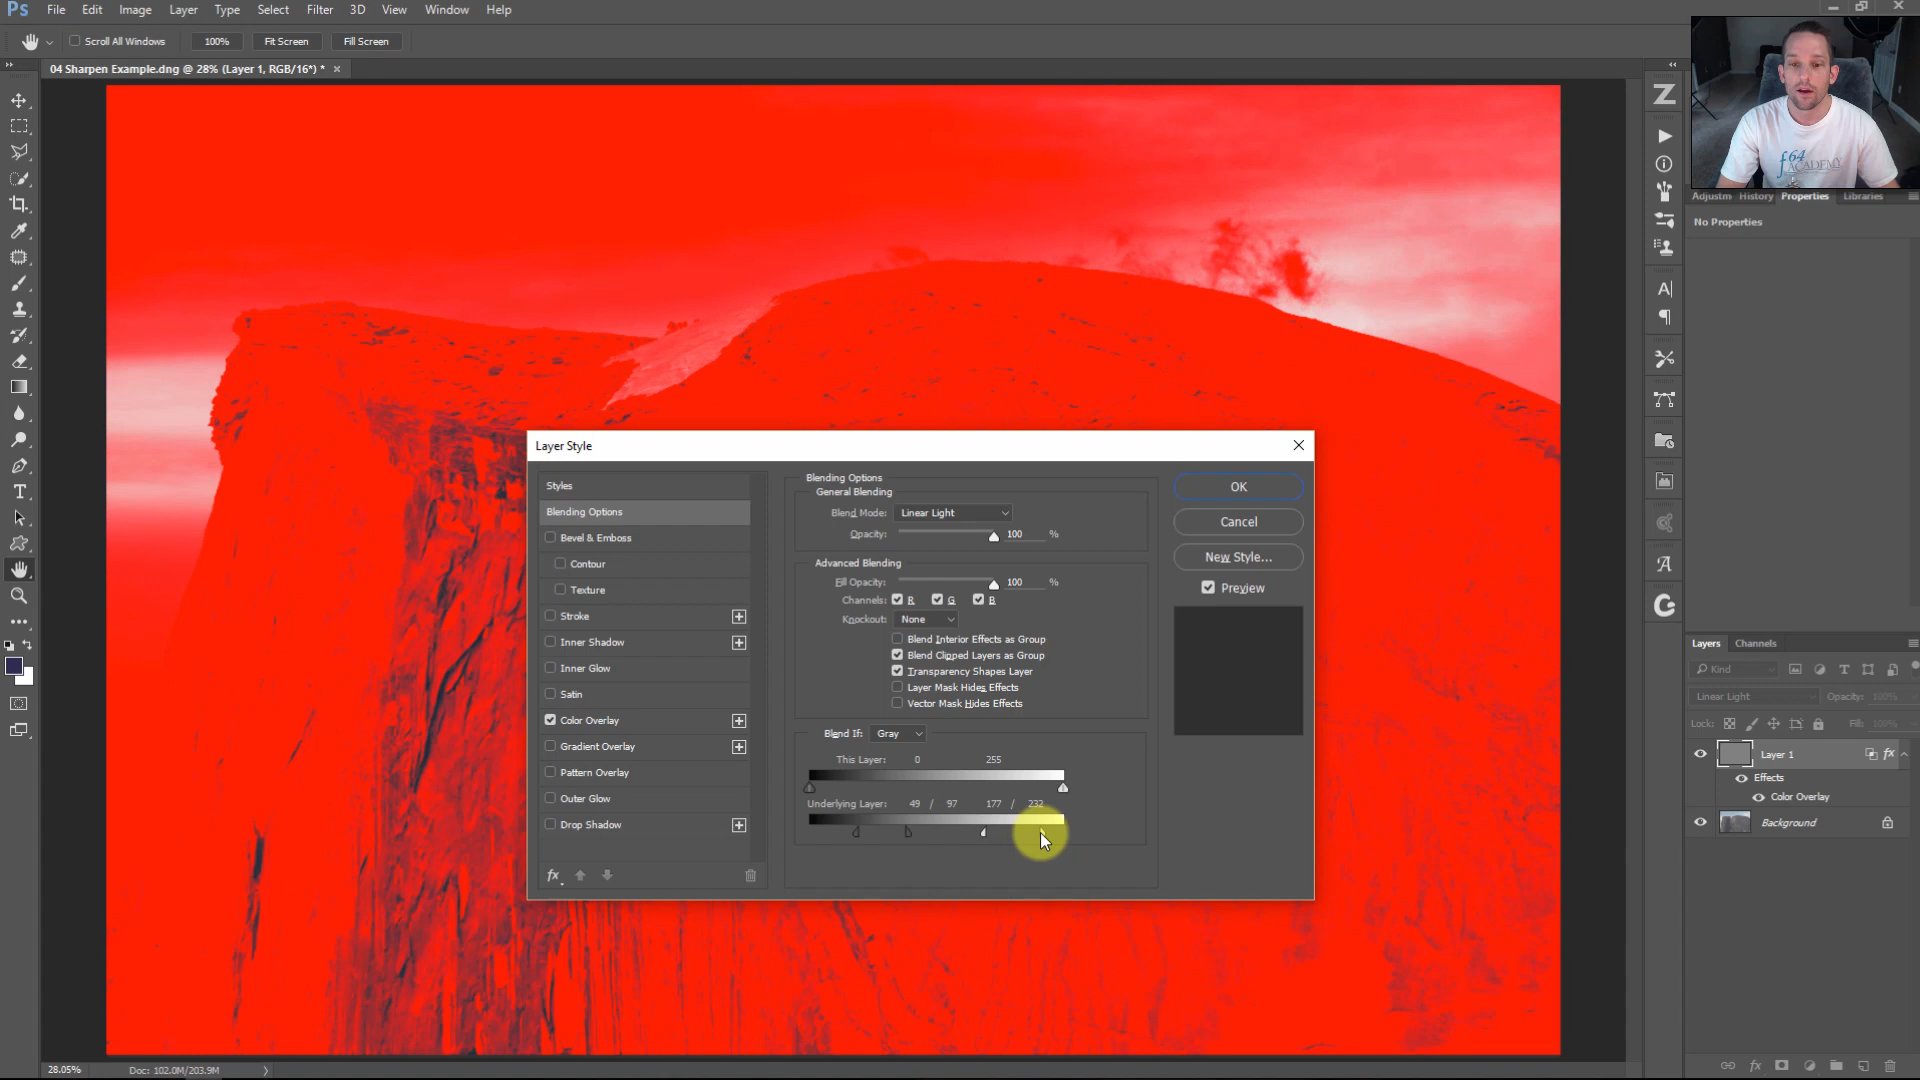 Ps File Edit Image Layer Type Select Filter 3D View Window Help
Scroll All Windows 100% Fit Screen Fill Screen
04 Sharpen Example.dng @ 28% (Layer 1, RGB/16*) *
f64
ACADEMY
Adjustm History Properties Libraries
No Properties
Layer Style
Styles
Blending Options
Bevel & Emboss
Contour
Texture
Stroke
Inner Shadow
Inner Glow
Satin
Color Overlay
Gradient Overlay
Pattern Overlay
Outer Glow
Drop Shadow
fx
Blending Options
General Blending
Blend Mode: Linear Light
Opacity: 100 %
Advanced Blending
Fill Opacity: 100 %
Channels: R G B
Knockout: None
Blend Interior Effects as Group
Blend Clipped Layers as Group
Transparency Shapes Layer
Layer Mask Hides Effects
Vector Mask Hides Effects
Blend If: Gray
This Layer: 0 255
Underlying Layer: 49 / 97 177 / 232
OK
Cancel
New Style...
Preview
Layers Channels
Kind
Linear Light Opacity: 100%
Lock: Fill: 100%
Layer 1 fx
Effects
Color Overlay
Background
fx
28.05% Doc: 102.0M/203.9M